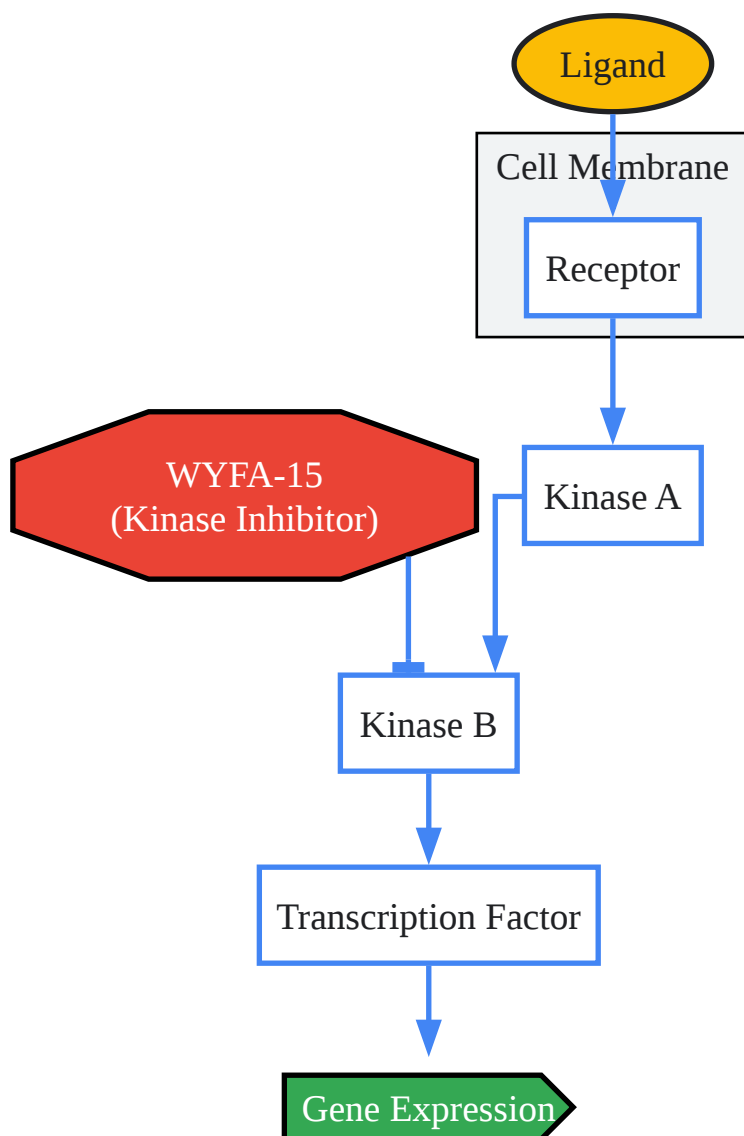 Ligand
Cell Membrane
Receptor
Kinase A
WYFA-15
(Kinase Inhibitor)
Kinase B
Transcription Factor
Gene Expression